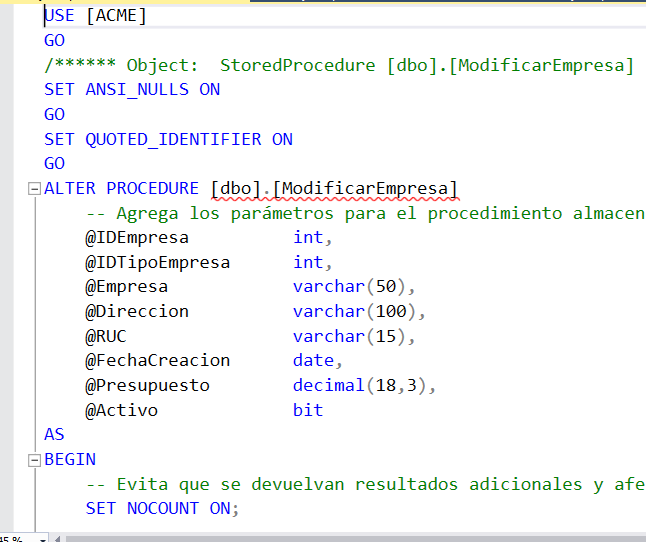 USE [ACME]
GO
/****** Object:  StoredProcedure [dbo].[ModificarEmpresa]
SET ANSI_NULLS ON
GO
SET QUOTED_IDENTIFIER ON
GO
ALTER PROCEDURE [dbo].[ModificarEmpresa]
-- Agrega los parámetros para el procedimiento almacen
@IDEmpresa          int,
@IDTipoEmpresa      int,
@Empresa            varchar(50),
@Direccion          varchar(100),
@RUC                varchar(15),
@FechaCreacion      date,
@Presupuesto        decimal(18,3),
@Activo             bit
AS
BEGIN
-- Evita que se devuelvan resultados adicionales y afe
SET NOCOUNT ON;